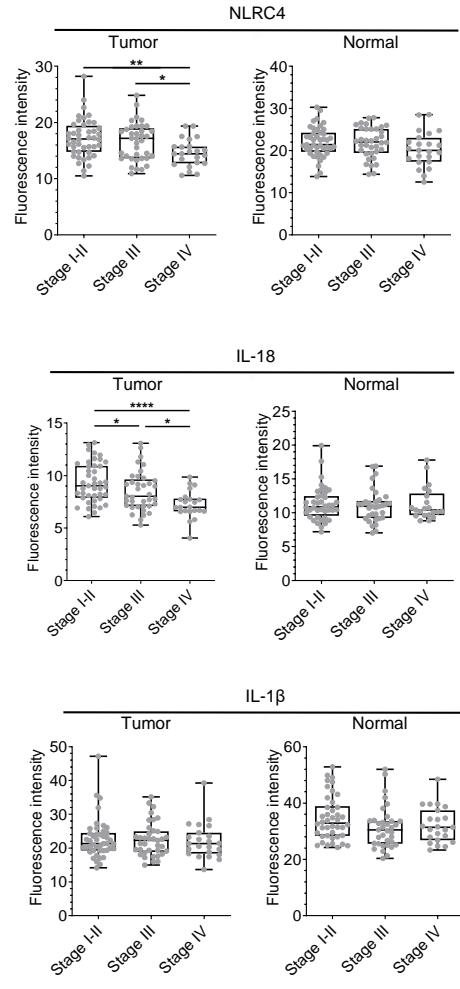 NLRC4
Tumor
Normal
Fluorescence intensity
30
20
10
0
**
*
Stage I-II
Stage III
Stage IV
Fluorescence intensity
40
30
20
10
0
Stage I-II
Stage III
Stage IV
IL-18
Tumor
Normal
Fluorescence intensity
15
10
5
0
****
*
*
Stage I-II
Stage III
Stage IV
Fluorescence intensity
25
20
15
10
5
0
Stage I-II
Stage III
Stage IV
IL-1β
Tumor
Normal
Fluorescence intensity
50
40
30
20
10
0
Stage I-II
Stage III
Stage IV
Fluorescence intensity
60
40
20
0
Stage I-II
Stage III
Stage IV